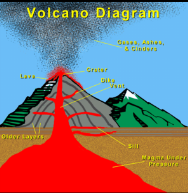 Volcano Diagram
Gases, Ashes,
& Cinders
Crater
Lava
Dike
Vent
Older Layers
Sill
Magma Under
Pressure